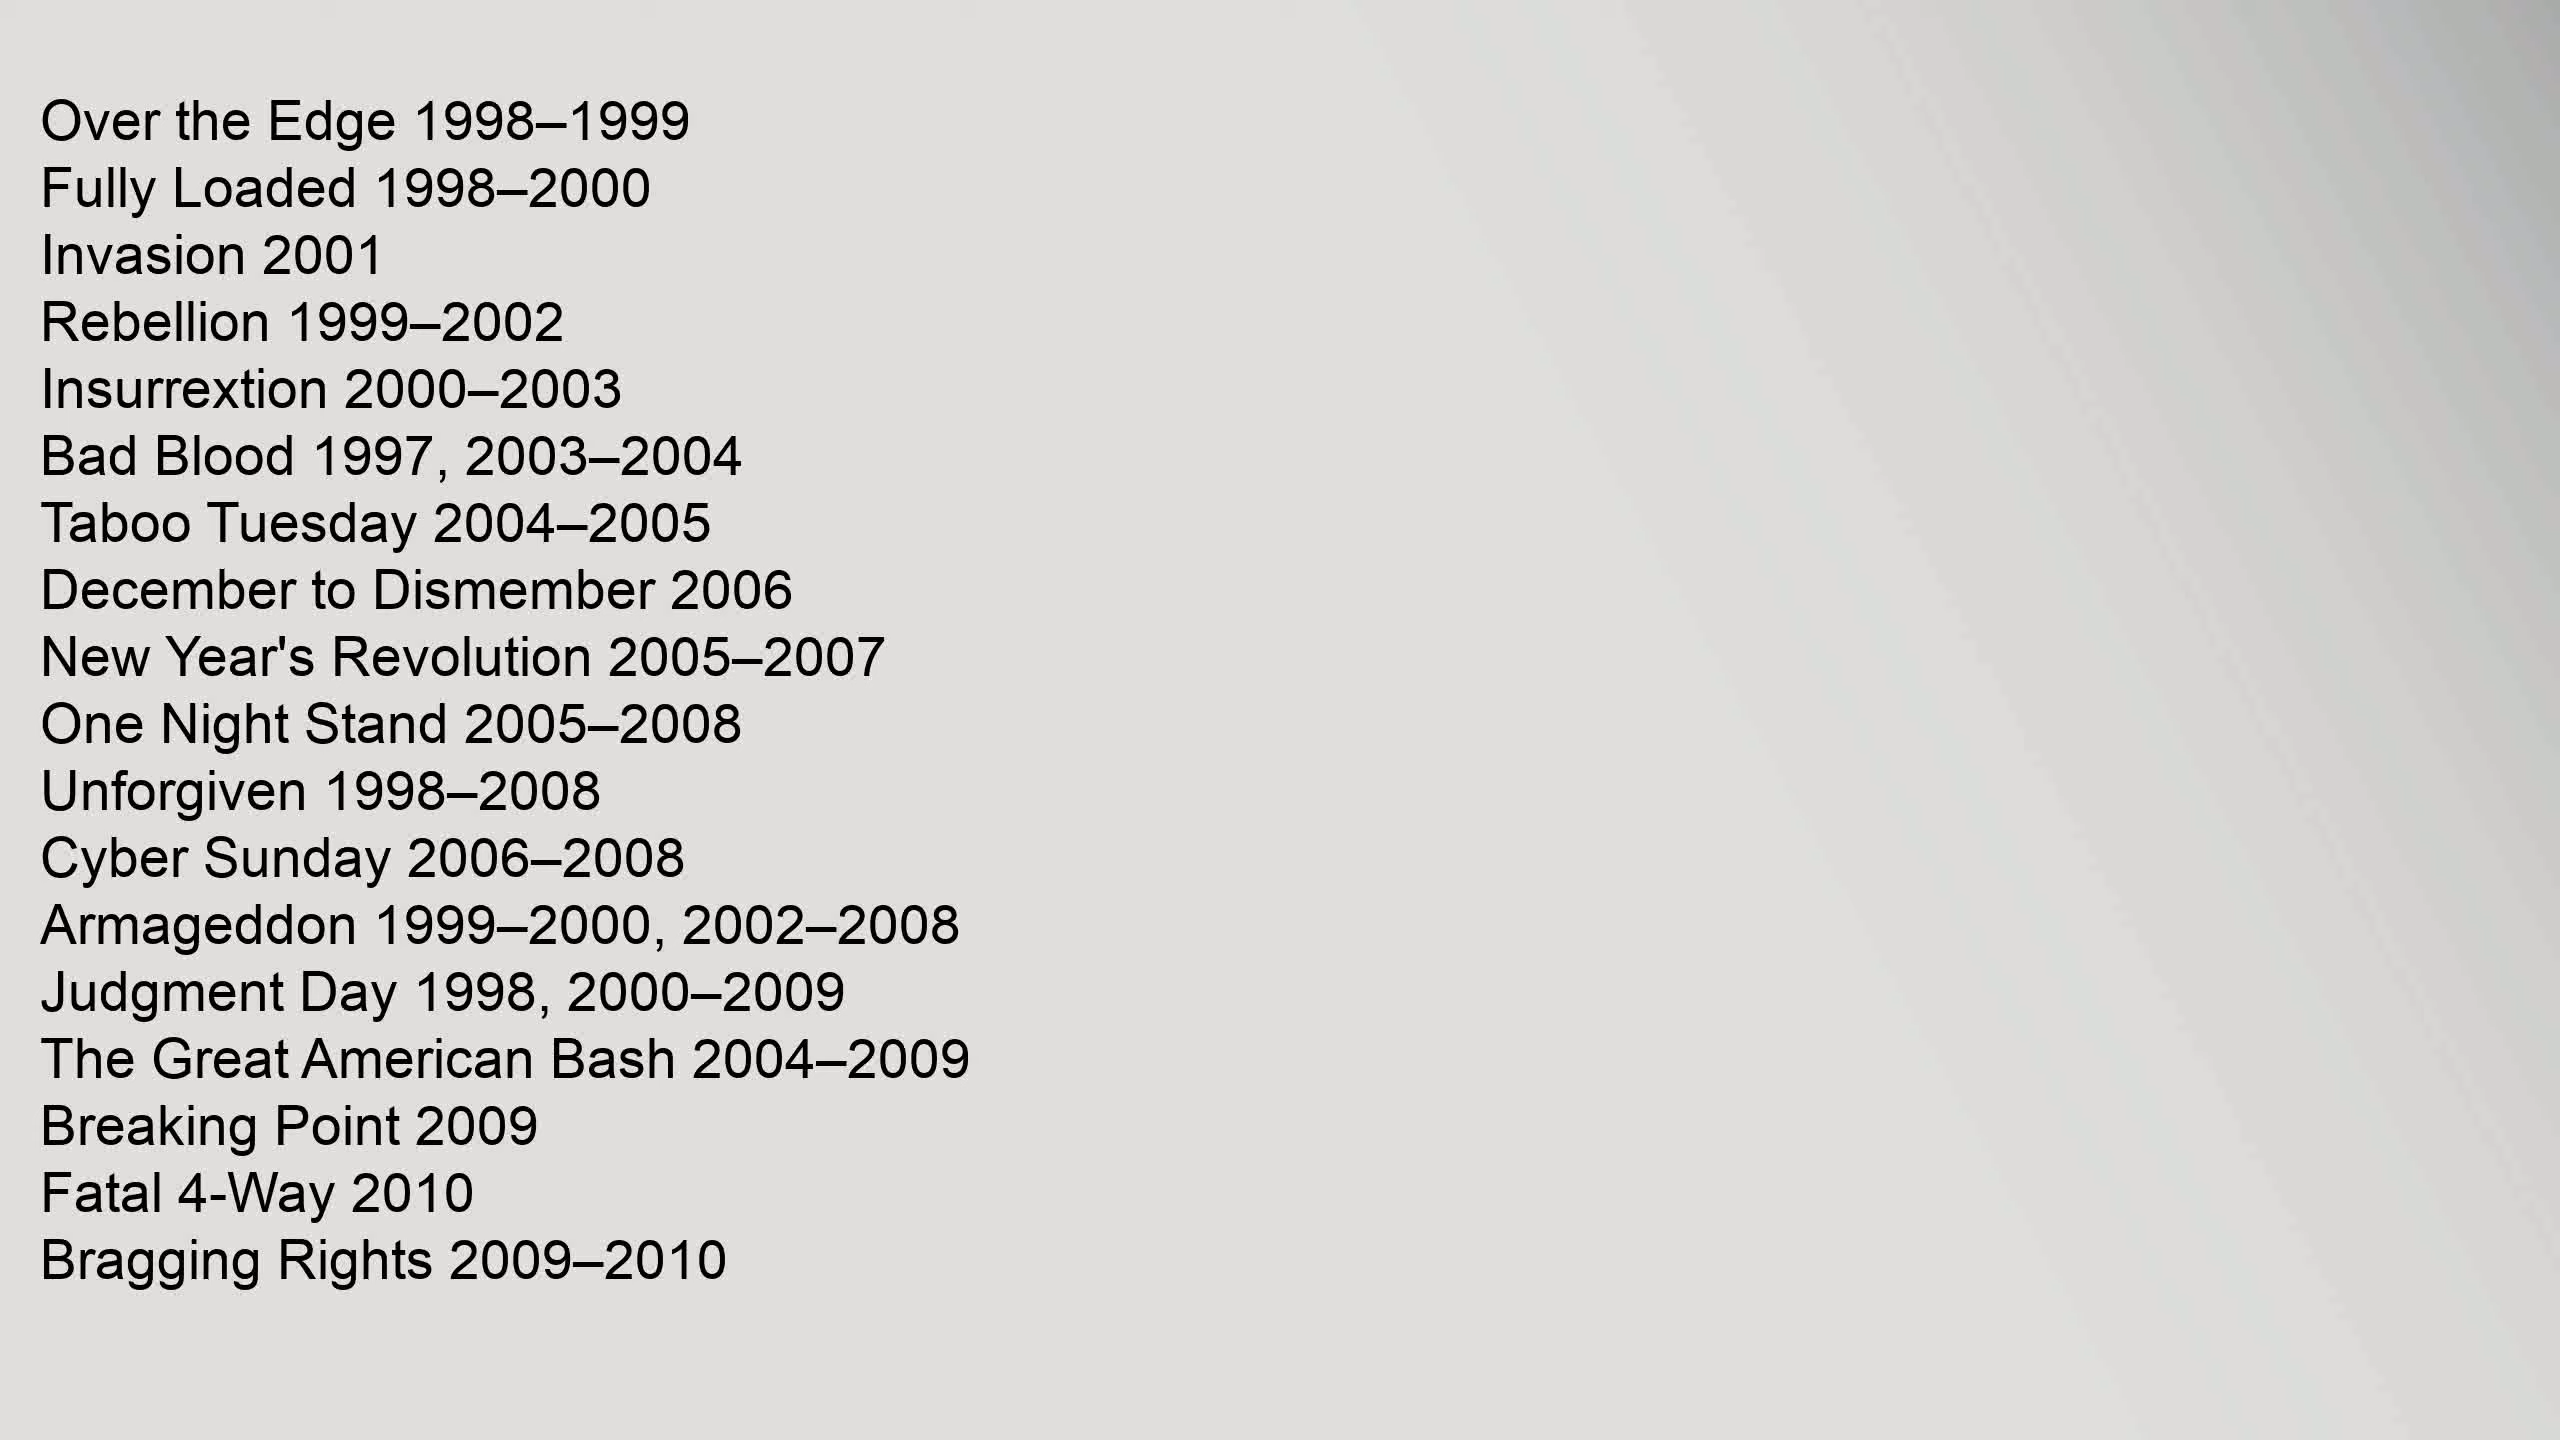 Over the Edge 1998–1999
Fully Loaded 1998–2000
Invasion 2001
Rebellion 1999–2002
Insurrextion 2000–2003
Bad Blood 1997, 2003–2004
Taboo Tuesday 2004–2005
December to Dismember 2006
New Year's Revolution 2005–2007
One Night Stand 2005–2008
Unforgiven 1998–2008
Cyber Sunday 2006–2008
Armageddon 1999–2000, 2002–2008
Judgment Day 1998, 2000–2009
The Great American Bash 2004–2009
Breaking Point 2009
Fatal 4-Way 2010
Bragging Rights 2009–2010